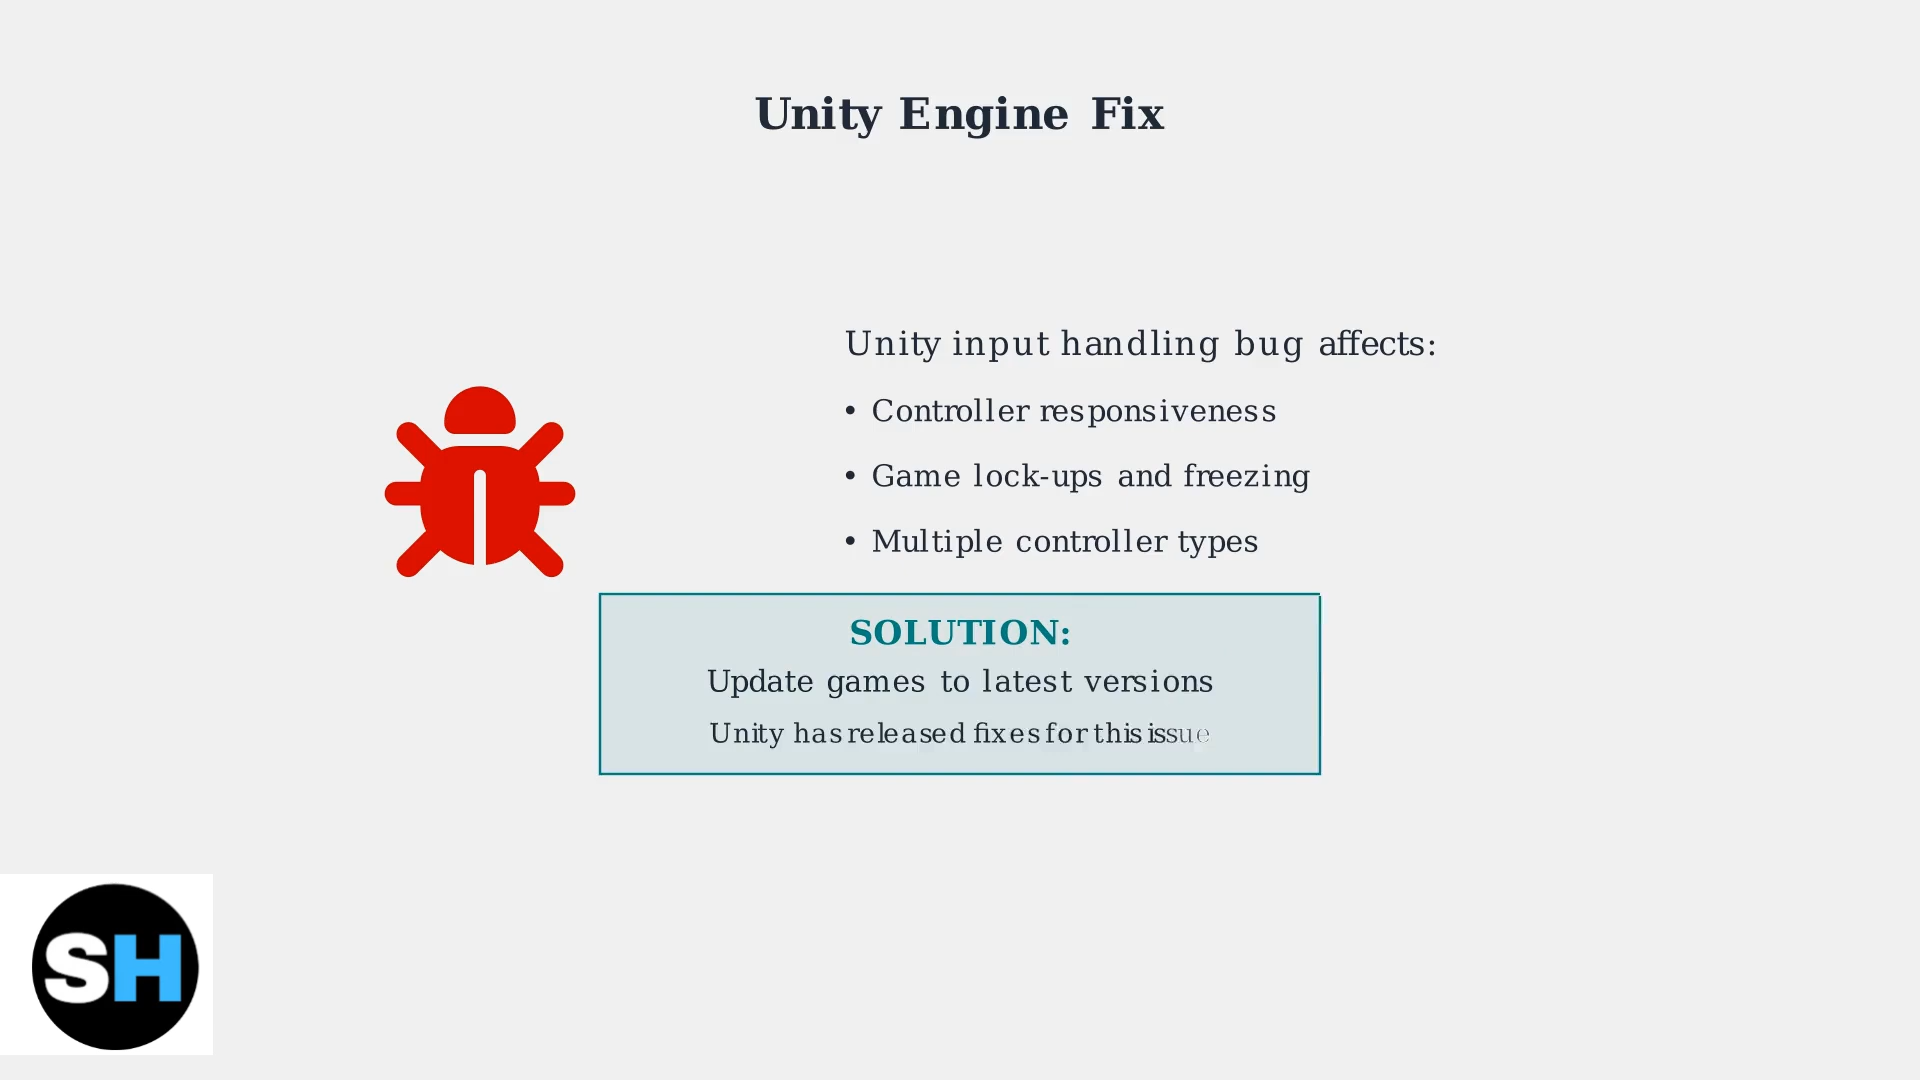 Unity Engine Fix
Unity input handling bug affects:
• Controller responsiveness
• Game lock-ups and freezing
• Multiple controller types
SOLUTION:
Update games to latest versions
Unity has released fixes for this issue
SH